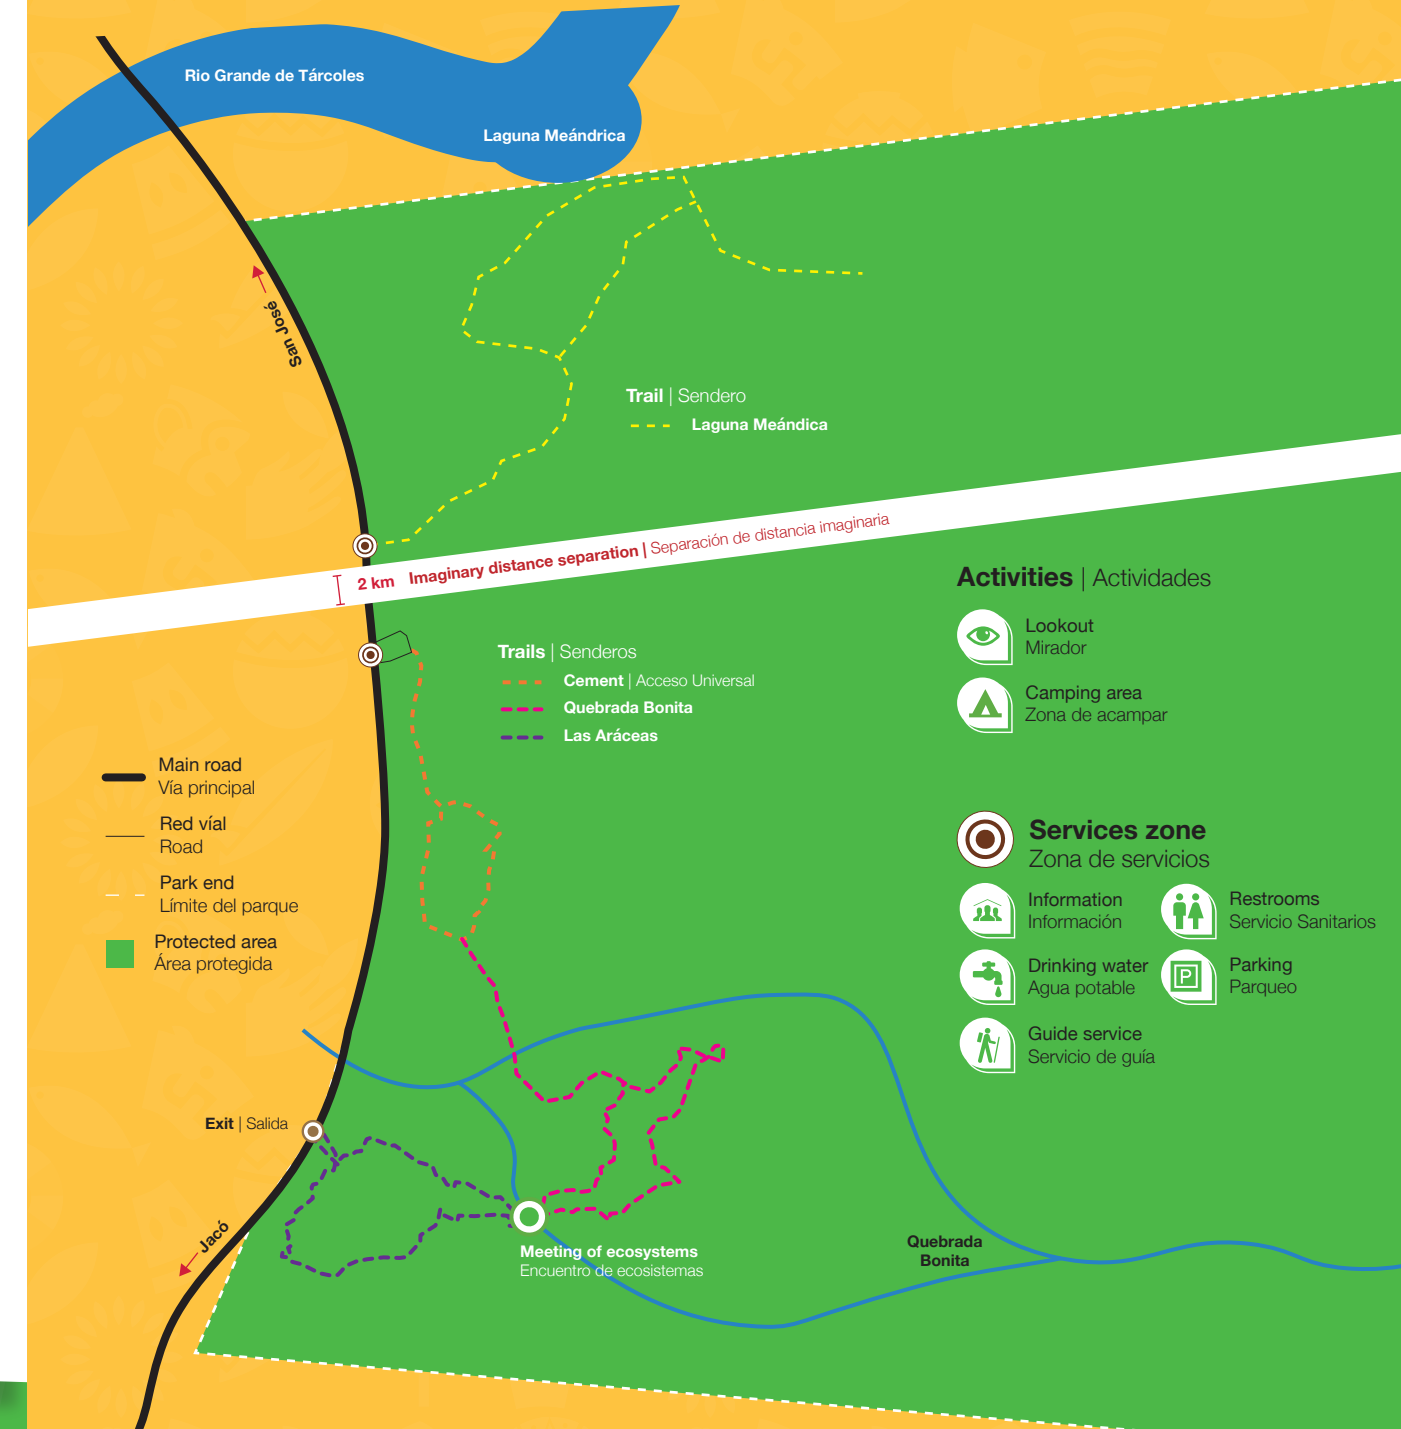 Rio Grande de Tárcoles
Laguna Meándrica
San José
Trail | Sendero
Laguna Meándica
2 km Imaginary distance separation | Separación de distancia imaginaria
Activities | Actividades
Lookout
Mirador
Camping area
Zona de acampar
Trails | Senderos
Cement | Acceso Universal
Quebrada Bonita
Las Aráceas
Main road
Vía principal
Red víal
Road
Park end
Límite del parque
Protected area
Área protegida
Services zone
Zona de servicios
Information
Información
Restrooms
Servicio Sanitarios
Drinking water
Agua potable
P
Parking
Parqueo
Guide service
Servicio de guía
Exit | Salida
Jacó
Meeting of ecosystems
Encuentro de ecosistemas
Quebrada
Bonita